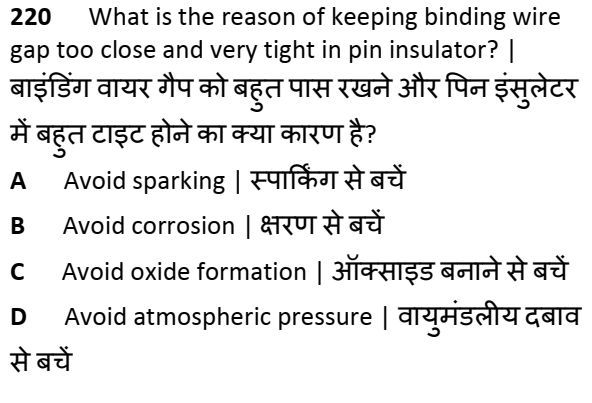 220 What is the reason of keeping binding wire
gap too close and very tight in pin insulator? |
बाइंडिंग वायर गैप को बहुत पास रखने और पिन इंसुलेटर
में बहुत टाइट होने का क्या कारण है?
A Avoid sparking | स्पार्किंग से बचें
B Avoid corrosion | क्षरण से बचें
C Avoid oxide formation | ऑक्साइड बनाने से बचें
D Avoid atmospheric pressure | वायुमंडलीय दबाव
से बचें